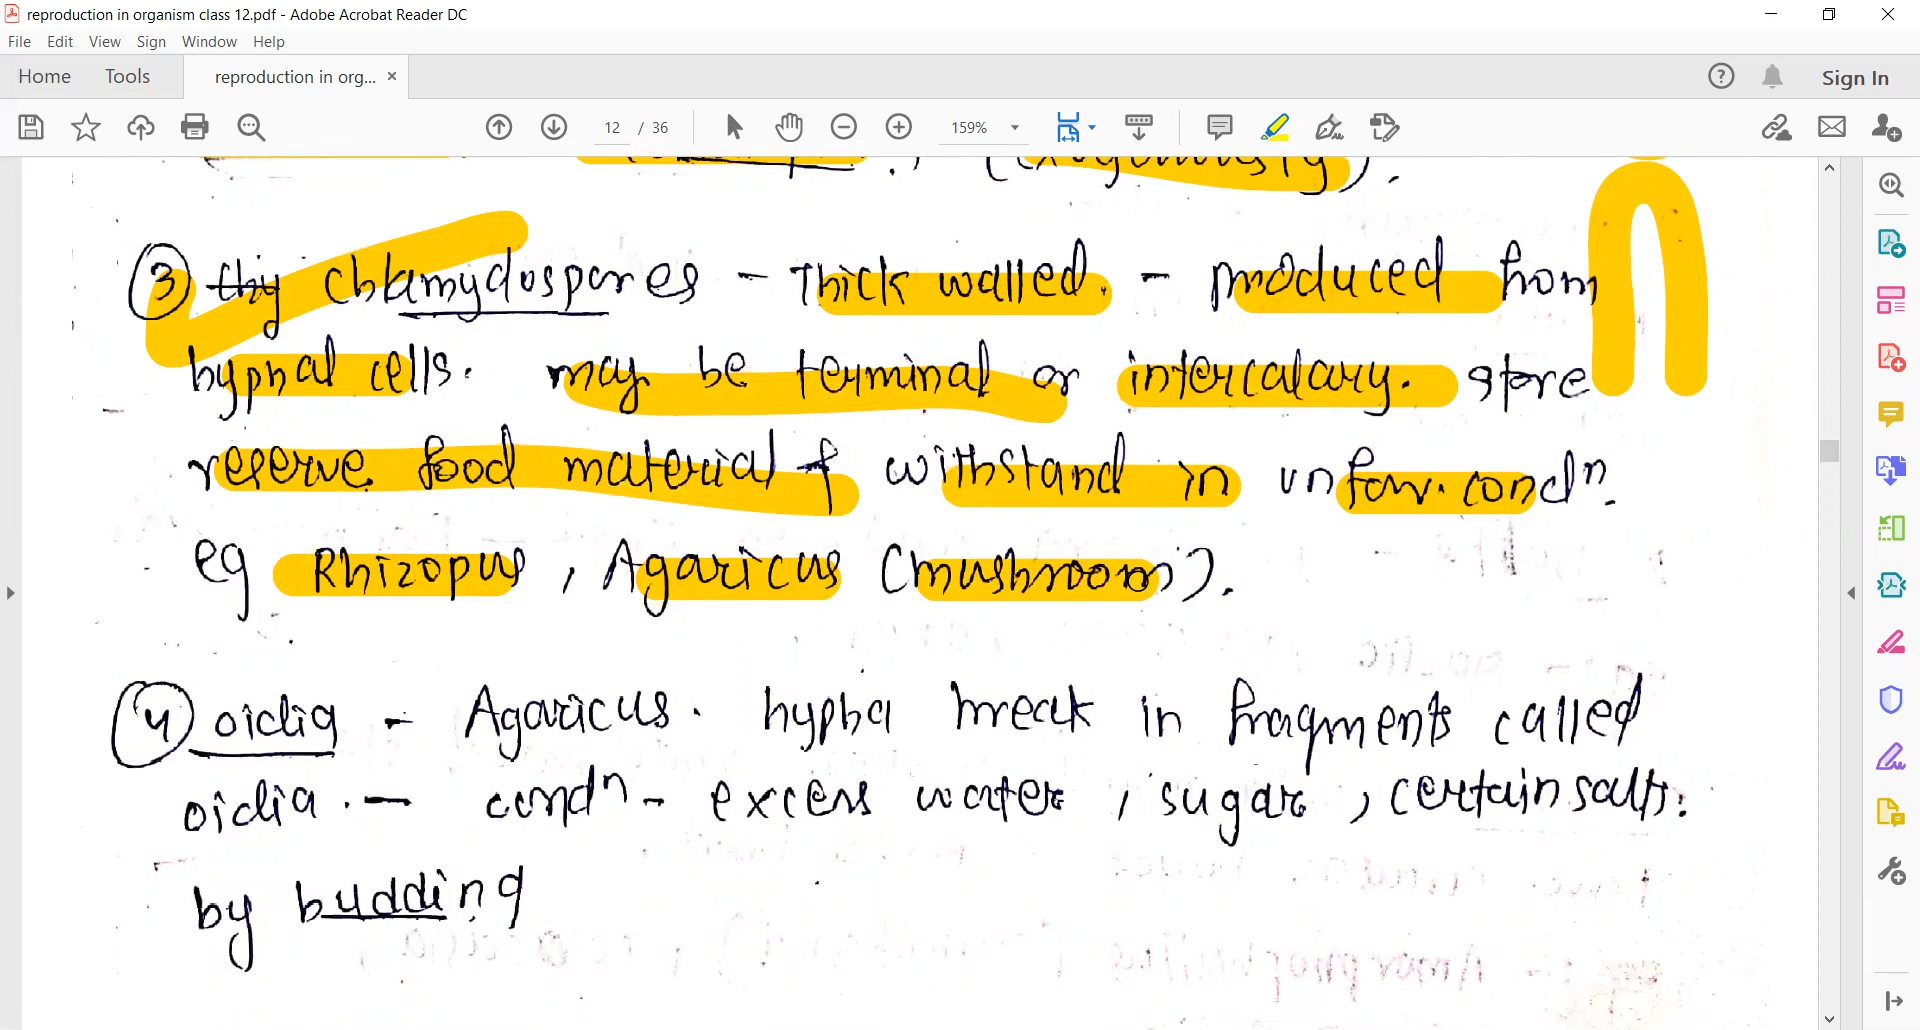 reproduction in organism class 12.pdf - Adobe Acrobat Reader DC
File Edit View Sign Window Help
Home Tools reproduction in org... × Sign In
12 / 36 159%
(Exogenously).
③ thy Chlamydospores - Thick walled. - produced from
hyphal cells. may be terminal or intercalary. store
reserve food material & withstand in unfav. condn.
eg Rhizopus, Agaricus (mushroom).
④ oidia - Agaricus. hypha break in fragments called
oidia. - condn - excess water, sugar, certain salts.
by budding